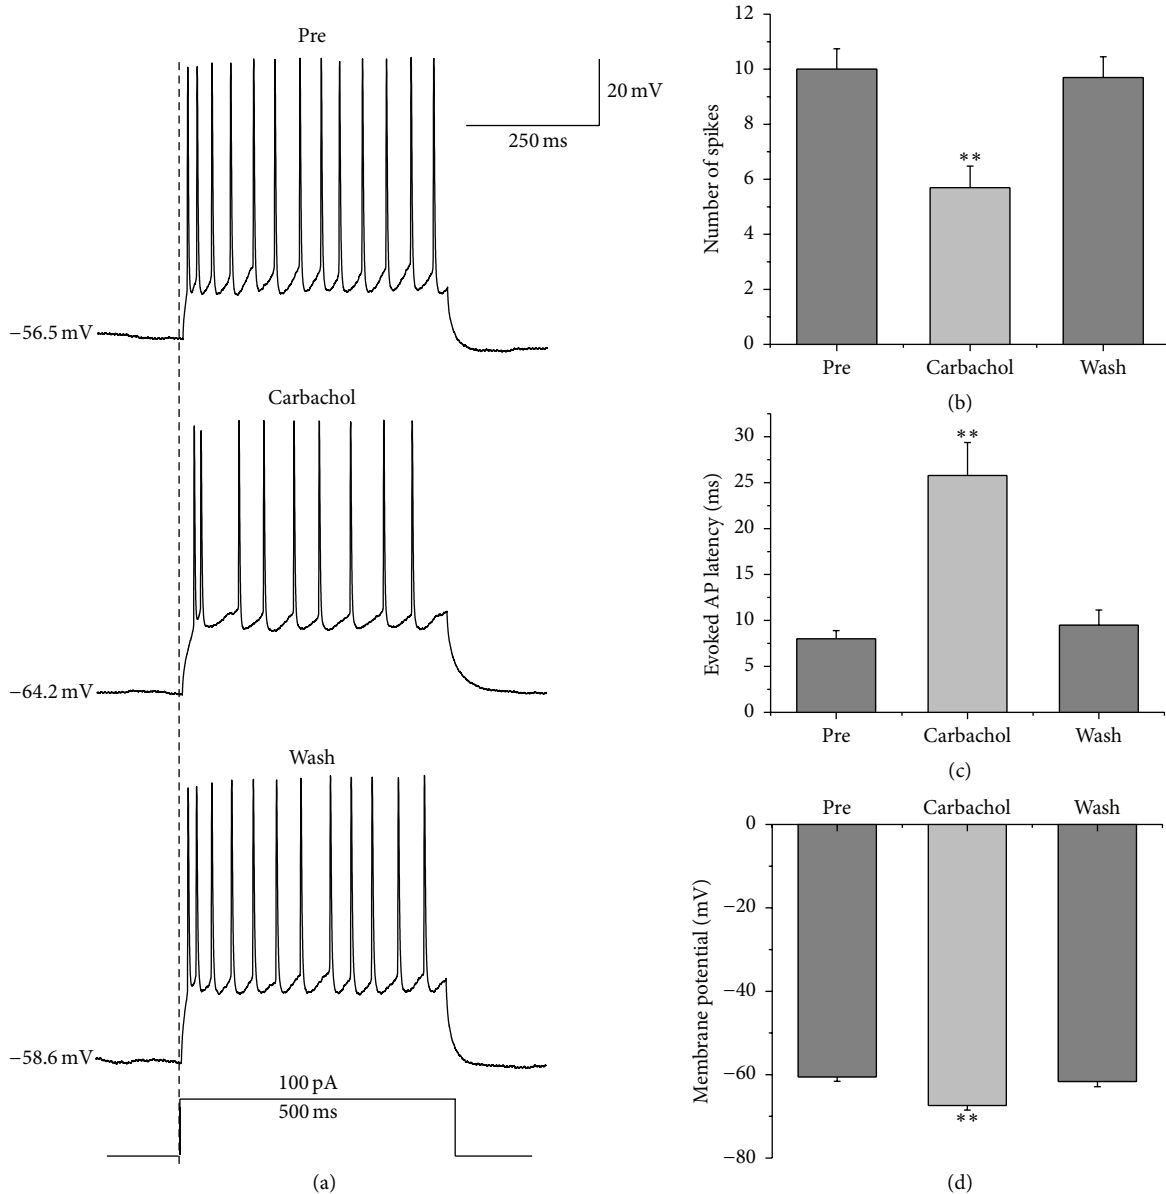 Pre
20 mV
250 ms
−56.5 mV
Carbachol
−64.2 mV
Wash
−58.6 mV
100 pA
500 ms
(a)
12
10
8
6
4
2
0
Number of spikes
**
Pre Carbachol Wash
(b)
30
25
20
15
10
5
0
Evoked AP latency (ms)
**
Pre Carbachol Wash
(c)
Pre Carbachol Wash
0
−20
−40
−60
−80
Membrane potential (mV)
**
(d)